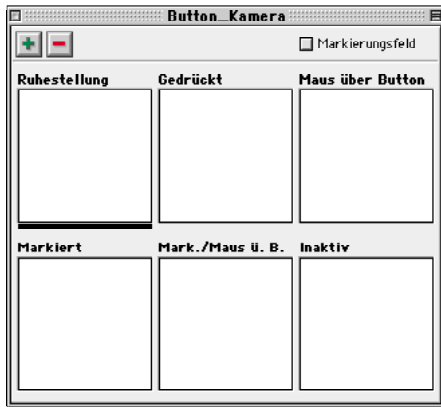 Button_Kamera
Markierungsfeld
Ruhestellung Gedrückt Maus über Button
Markiert Mark./Maus ü. B. Inaktiv